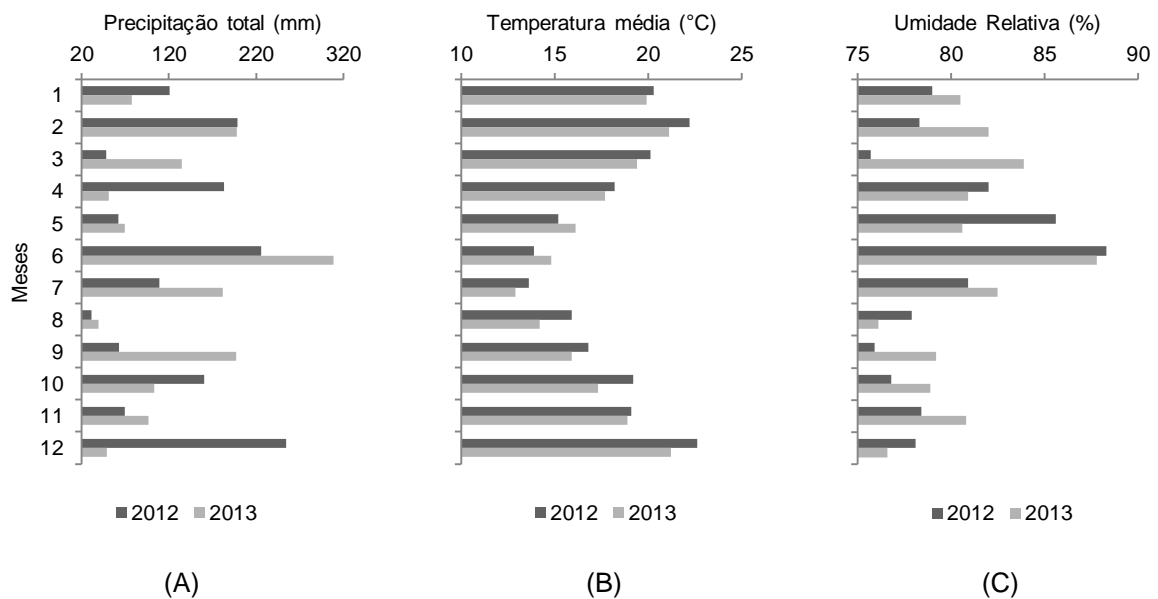 Precipitação total (mm)
20 120 220 320
Meses
1
2
3
4
5
6
7
8
9
10
11
12
2012 2013
(A)
Temperatura média (°C)
10 15 20 25
2012 2013
(B)
Umidade Relativa (%)
75 80 85 90
2012 2013
(C)